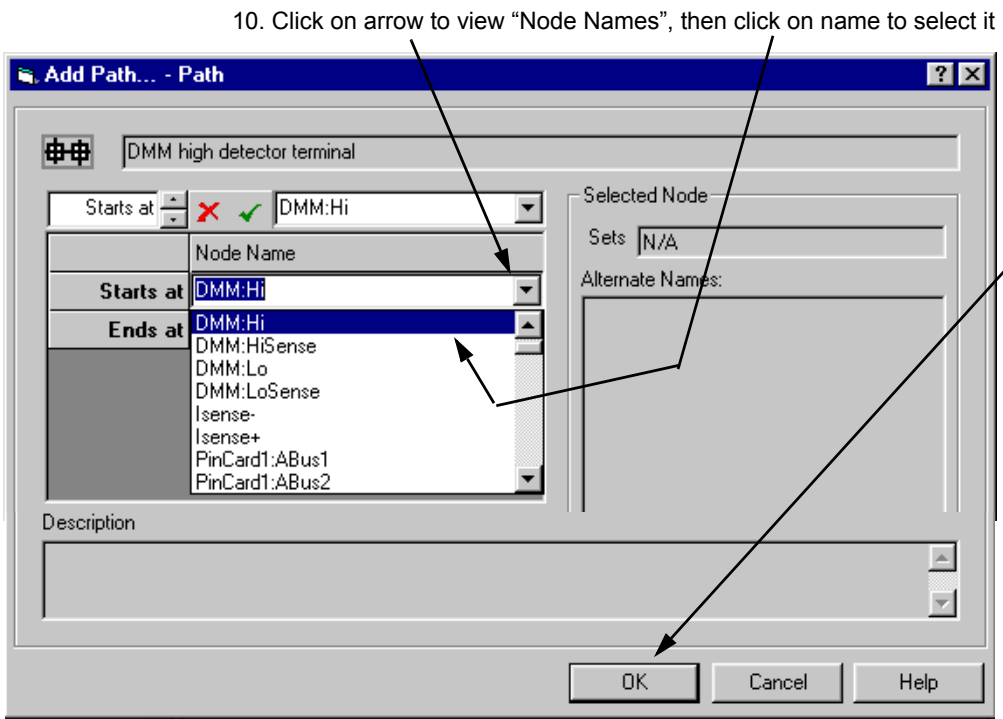 10. Click on arrow to view “Node Names”, then click on name to select it
Add Path... - Path
DMM high detector terminal
Starts at
DMM:Hi
Node Name
Starts at
DMM:Hi
Ends at
DMM:Hi
DMM:HiSense
DMM:Lo
DMM:LoSense
Isense-
Isense+
PinCard1:ABus1
PinCard1:ABus2
Selected Node
Sets
N/A
Alternate Names:
Description
OK
Cancel
Help